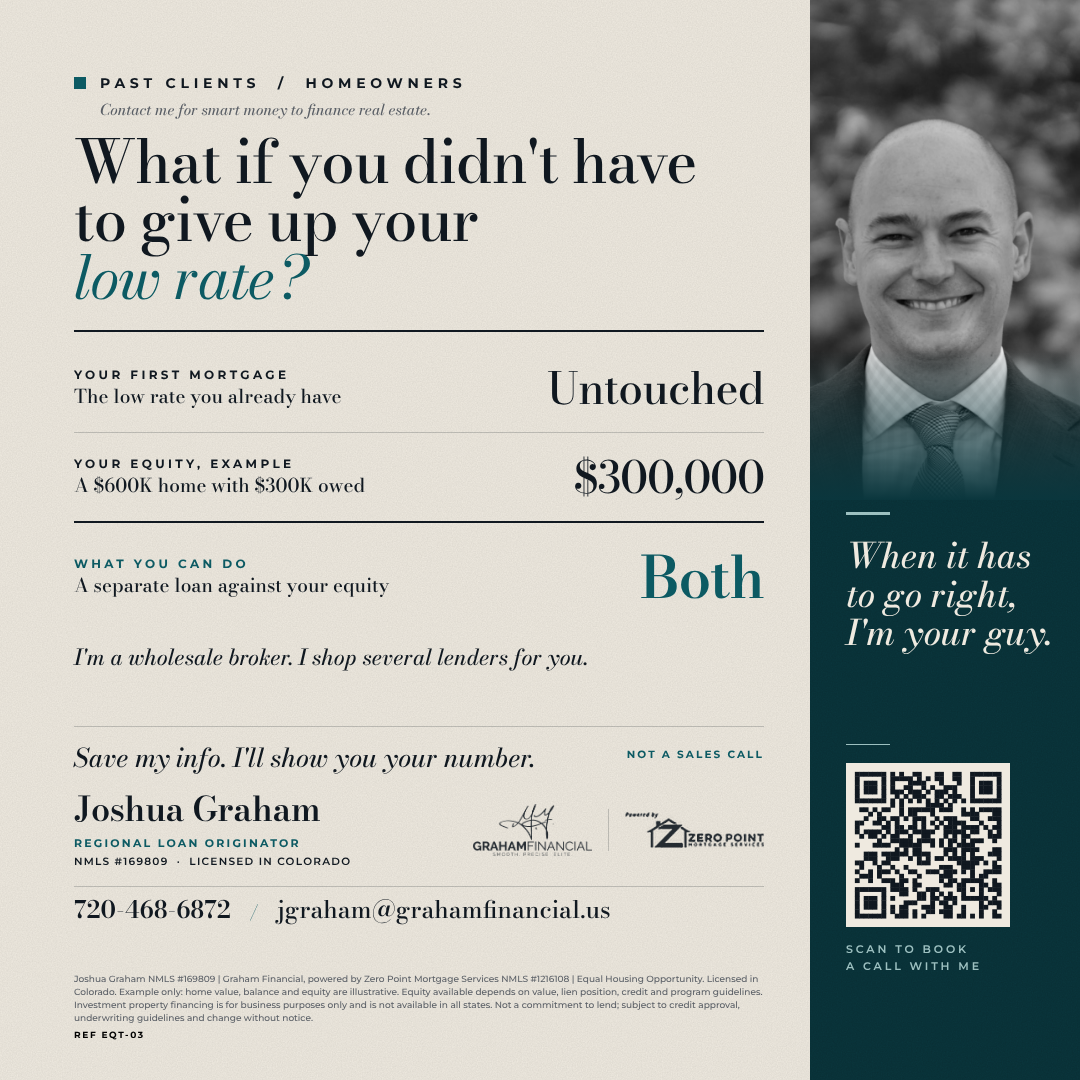 PAST CLIENTS / HOMEOWNERS
Contact me for smart money to finance real estate.
What if you didn't have
to give up your
low rate?
YOUR FIRST MORTGAGE
The low rate you already have
Untouched
YOUR EQUITY, EXAMPLE
A $600K home with $300K owed
$300,000
WHAT YOU CAN DO
A separate loan against your equity
Both
I'm a wholesale broker. I shop several lenders for you.
Save my info. I'll show you your number.
NOT A SALES CALL
Joshua Graham
REGIONAL LOAN ORIGINATOR
NMLS #169809 · LICENSED IN COLORADO
GRAHAMFINANCIAL
SMOOTH. PRECISE. ELITE.
Powered by
ZERO POINT
MORTGAGE SERVICES
720-468-6872 / jgraham@grahamfinancial.us
Joshua Graham NMLS #169809 | Graham Financial, powered by Zero Point Mortgage Services NMLS #1216108 | Equal Housing Opportunity. Licensed in
Colorado. Example only: home value, balance and equity are illustrative. Equity available depends on value, lien position, credit and program guidelines.
Investment property financing is for business purposes only and is not available in all states. Not a commitment to lend; subject to credit approval,
underwriting guidelines and change without notice.
REF EQT-03
When it has
to go right,
I'm your guy.
SCAN TO BOOK
A CALL WITH ME